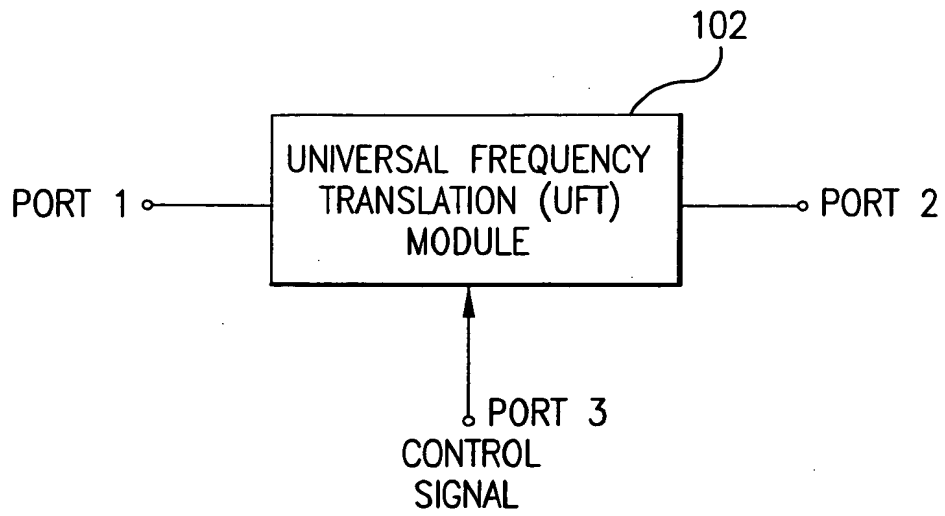 102
UNIVERSAL FREQUENCY
TRANSLATION (UFT)
MODULE
PORT 1
PORT 2
PORT 3
CONTROL
SIGNAL